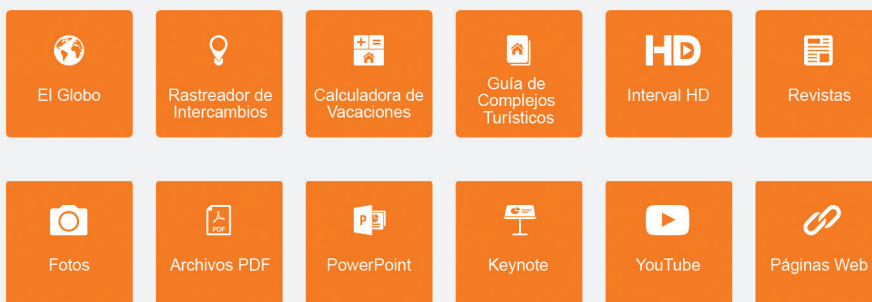 El Globo
Rastreador de
Intercambios
Calculadora de
Vacaciones
Guía de
Complejos
Turísticos
HD
Interval HD
Revistas
Fotos
PDF
Archivos PDF
P
PowerPoint
Keynote
YouTube
Páginas Web